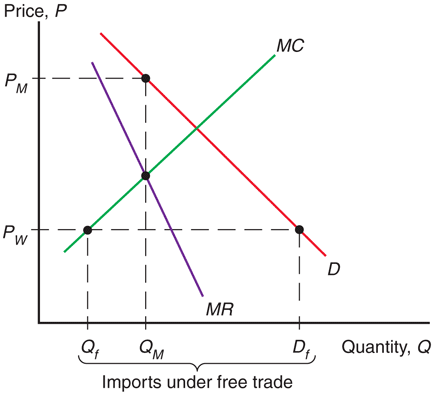 Price, P
MC
P_M
P_W
D
MR
Q_f
Q_M
D_f
Quantity, Q
Imports under free trade